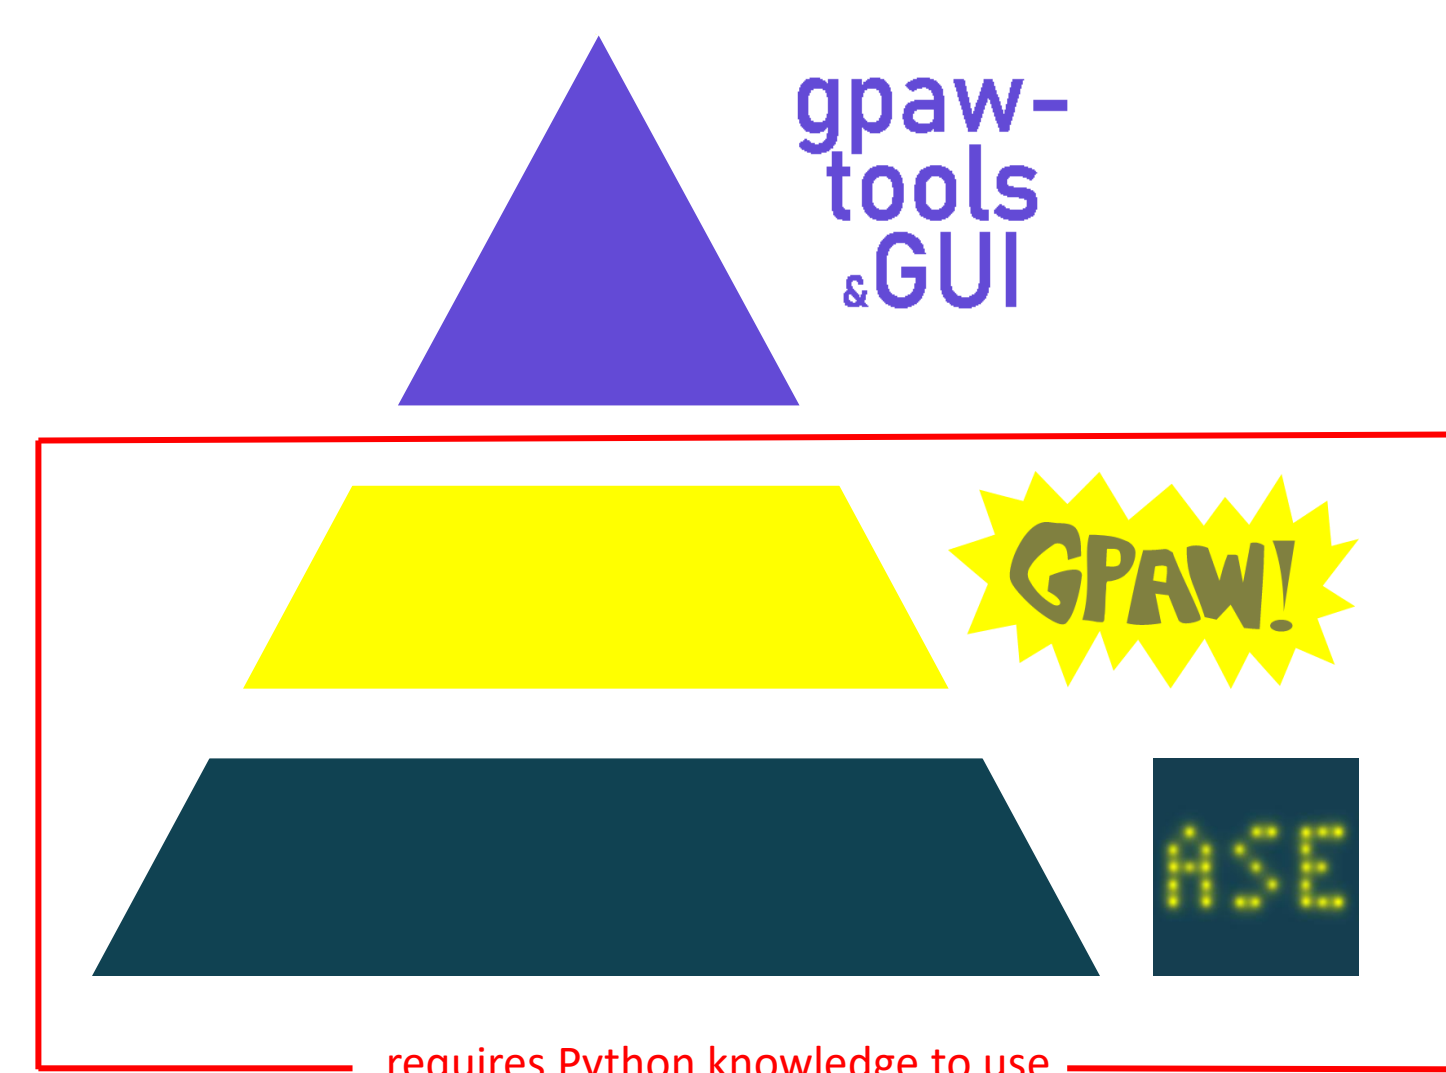 gpaw-
tools
&GUI
GPAW!
ASE
requires Python knowledge to use